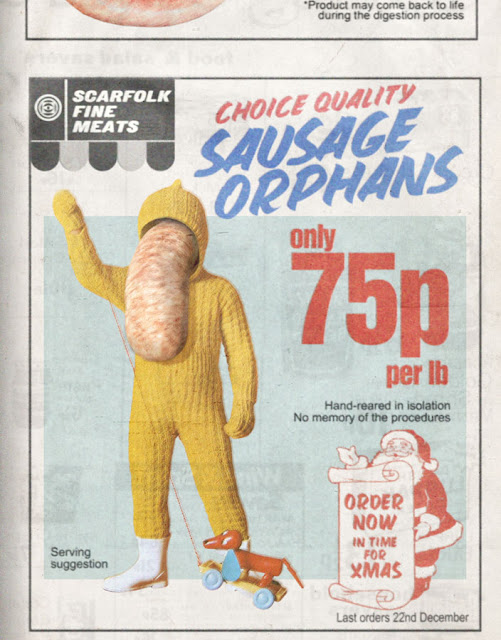 *Product may come back to life
during the digestion process
SCARFOLK
FINE
MEATS
CHOICE QUALITY
SAUSAGE
ORPHANS
only
75p
per lb
Hand-reared in isolation
No memory of the procedures
ORDER
NOW
IN TIME
FOR
XMAS
Serving
suggestion
Last orders 22nd December